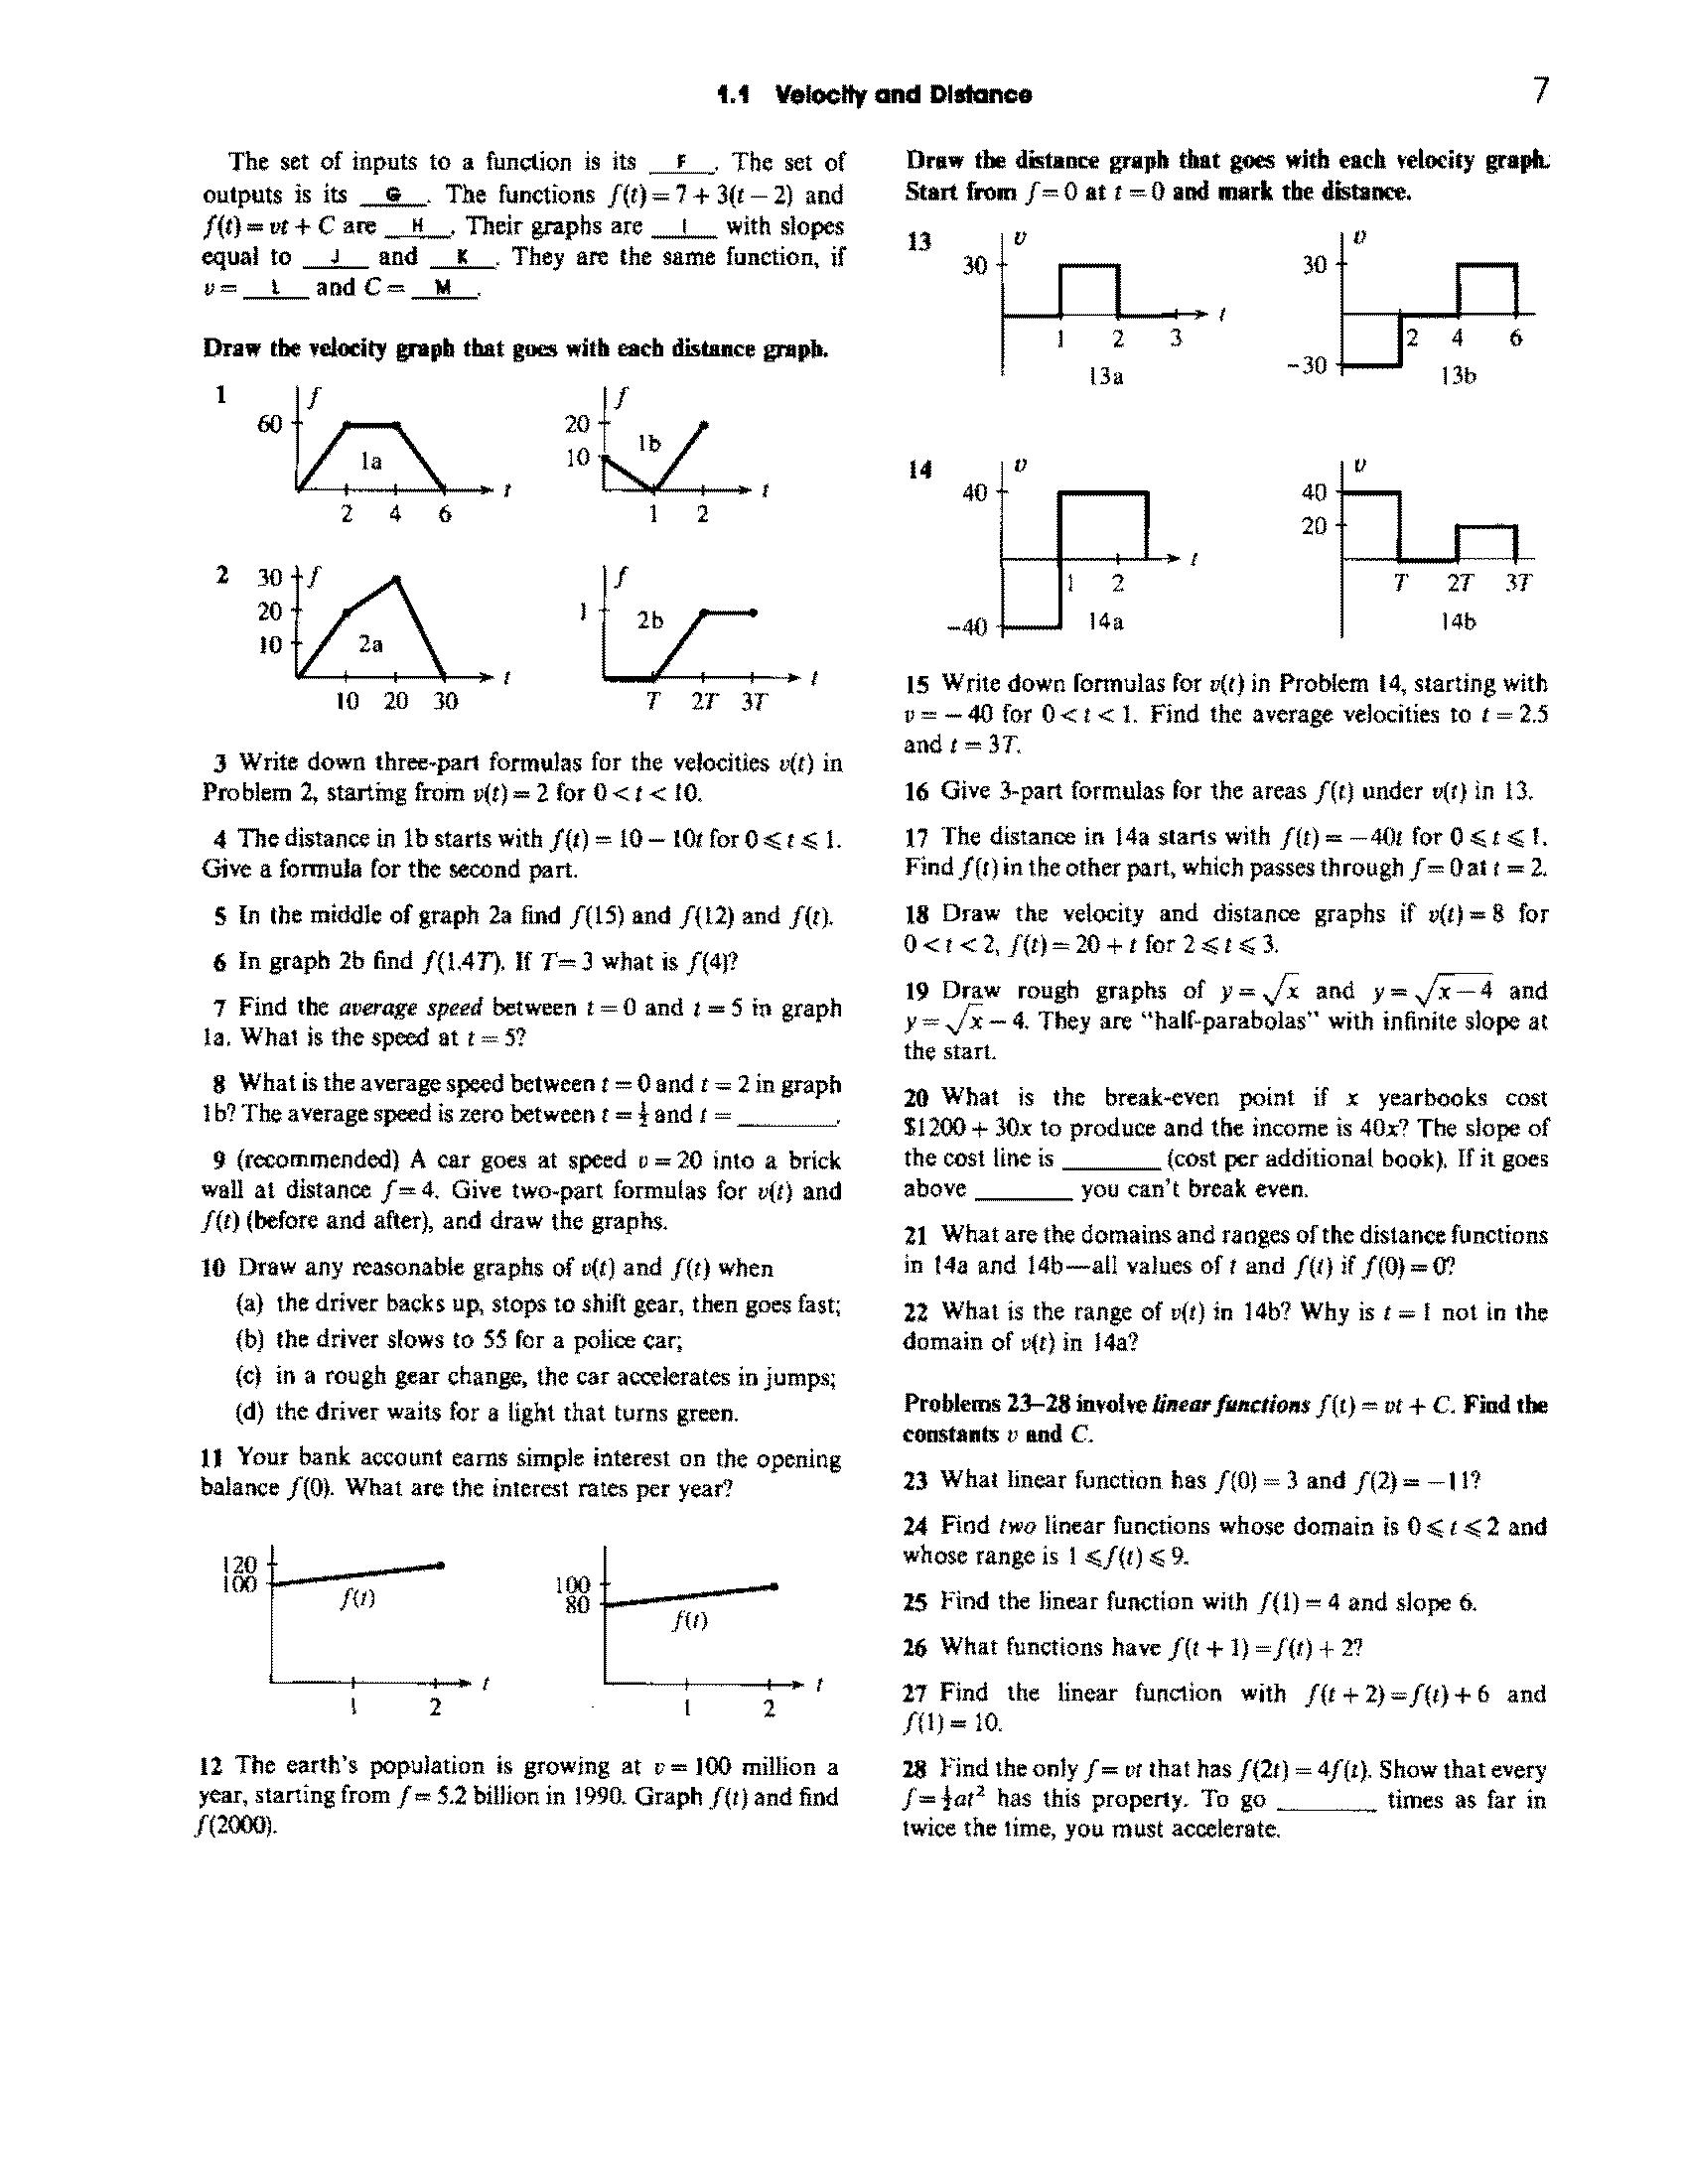 1.1 Velocity and Distance
7
The set of inputs to a function is its F . The set of
outputs is its G . The functions f(t) = 7 + 3(t − 2) and
f(t) = vt + C are H . Their graphs are I with slopes
equal to J and K . They are the same function, if
v = L and C = M .
Draw the velocity graph that goes with each distance graph.
1
f
60
1a
2 4 6
t
f
20
10
1b
1 2
t
2
30
20
10
f
2a
10 20 30
t
f
1
2b
T 2T 3T
t
3 Write down three-part formulas for the velocities v(t) in
Problem 2, starting from v(t) = 2 for 0 < t < 10.
4 The distance in 1b starts with f(t) = 10 − 10t for 0 ⩽ t ⩽ 1.
Give a formula for the second part.
5 In the middle of graph 2a find f(15) and f(12) and f(t).
6 In graph 2b find f(1.4T). If T = 3 what is f(4)?
7 Find the average speed between t = 0 and t = 5 in graph
1a. What is the speed at t = 5?
8 What is the average speed between t = 0 and t = 2 in graph
1b? The average speed is zero between t = ½ and t = ________.
9 (recommended) A car goes at speed v = 20 into a brick
wall at distance f = 4. Give two-part formulas for v(t) and
f(t) (before and after), and draw the graphs.
10 Draw any reasonable graphs of v(t) and f(t) when
(a) the driver backs up, stops to shift gear, then goes fast;
(b) the driver slows to 55 for a police car;
(c) in a rough gear change, the car accelerates in jumps;
(d) the driver waits for a light that turns green.
11 Your bank account earns simple interest on the opening
balance f(0). What are the interest rates per year?
120
100
f(t)
1 2
t
100
80
f(t)
1 2
t
12 The earth's population is growing at v = 100 million a
year, starting from f = 5.2 billion in 1990. Graph f(t) and find
f(2000).
Draw the distance graph that goes with each velocity graph.
Start from f = 0 at t = 0 and mark the distance.
13
v
30
1 2 3
t
13a
v
30
−30
2 4 6
13b
14
v
40
−40
1 2
t
14a
v
40
20
T 2T 3T
14b
15 Write down formulas for v(t) in Problem 14, starting with
v = − 40 for 0 < t < 1. Find the average velocities to t = 2.5
and t = 3T.
16 Give 3-part formulas for the areas f(t) under v(t) in 13.
17 The distance in 14a starts with f(t) = −40t for 0 ⩽ t ⩽ 1.
Find f(t) in the other part, which passes through f = 0 at t = 2.
18 Draw the velocity and distance graphs if v(t) = 8 for
0 < t < 2, f(t) = 20 + t for 2 ⩽ t ⩽ 3.
19 Draw rough graphs of y = √x and y = √(x − 4) and
y = √x − 4. They are "half-parabolas" with infinite slope at
the start.
20 What is the break-even point if x yearbooks cost
$1200 + 30x to produce and the income is 40x? The slope of
the cost line is ________ (cost per additional book). If it goes
above ________ you can't break even.
21 What are the domains and ranges of the distance functions
in 14a and 14b—all values of t and f(t) if f(0) = 0?
22 What is the range of v(t) in 14b? Why is t = 1 not in the
domain of v(t) in 14a?
Problems 23–28 involve linear functions f(t) = vt + C. Find the
constants v and C.
23 What linear function has f(0) = 3 and f(2) = −11?
24 Find two linear functions whose domain is 0 ⩽ t ⩽ 2 and
whose range is 1 ⩽ f(t) ⩽ 9.
25 Find the linear function with f(1) = 4 and slope 6.
26 What functions have f(t + 1) = f(t) + 2?
27 Find the linear function with f(t + 2) = f(t) + 6 and
f(1) = 10.
28 Find the only f = vt that has f(2t) = 4f(t). Show that every
f = ½at² has this property. To go ________ times as far in
twice the time, you must accelerate.